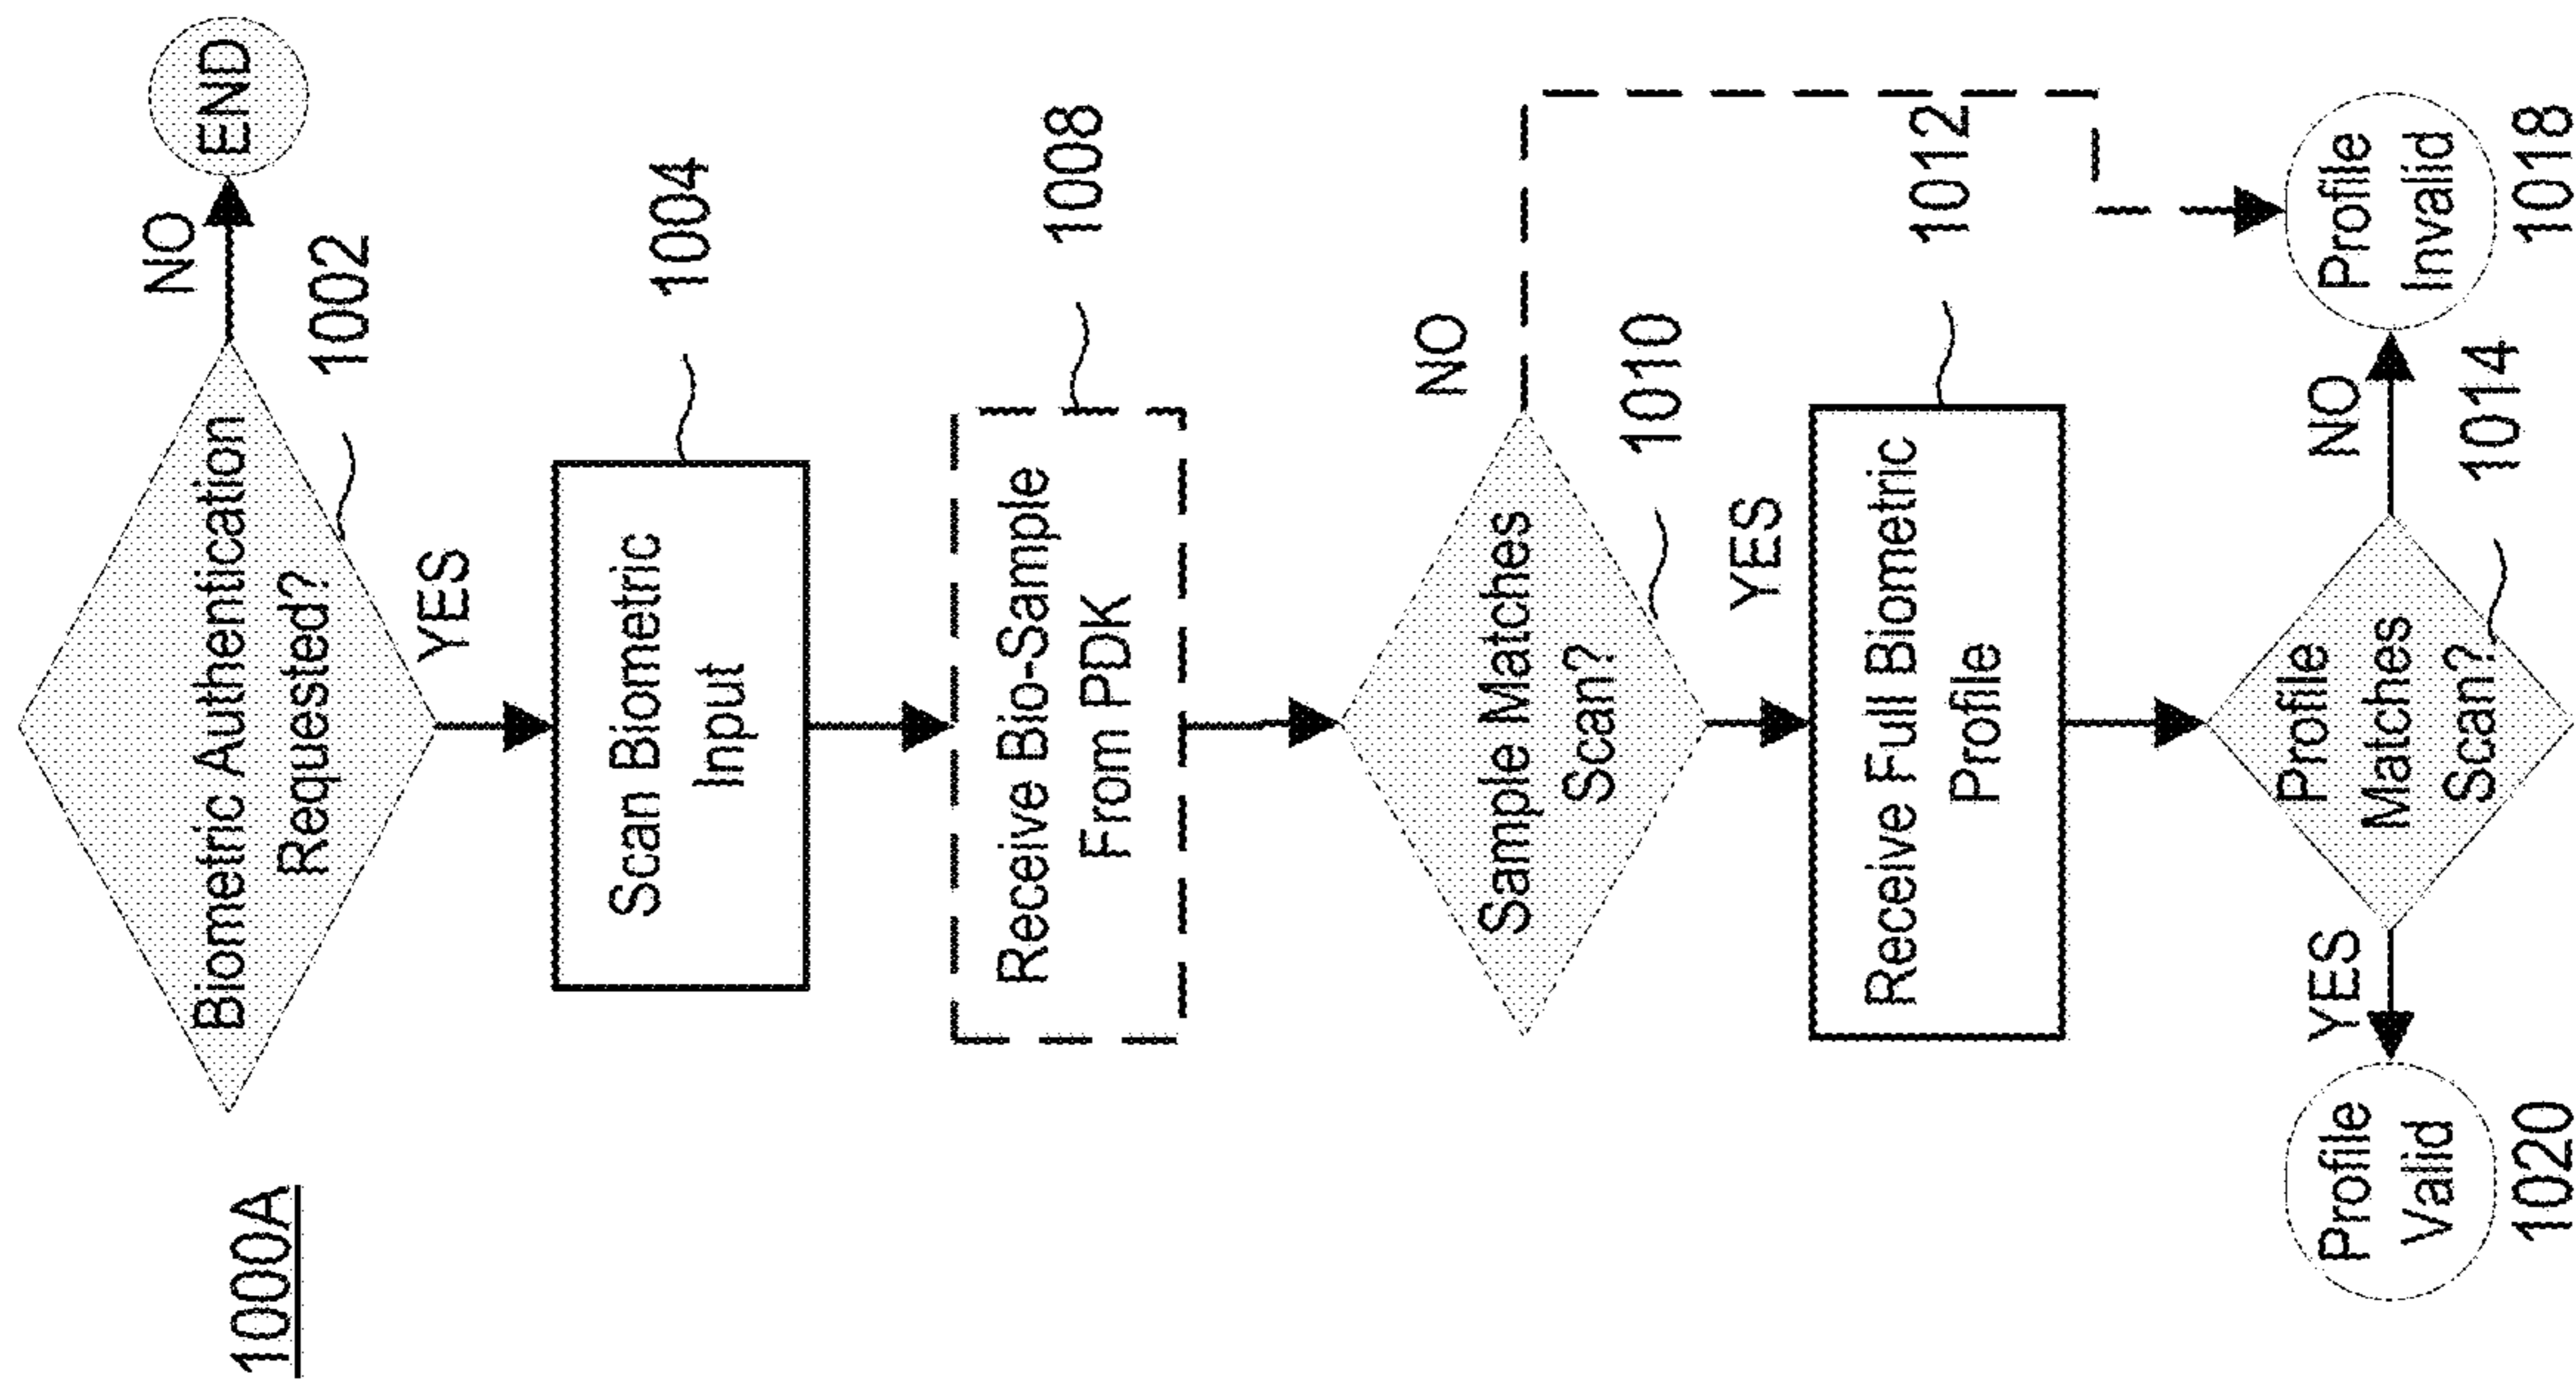 1000A
Biometric Authentication
Requested?
NO
END
1002
YES
Scan Biometric
Input
1004
Receive Bio-Sample
From PDK
1008
Sample Matches
Scan?
NO
1010
YES
Receive Full Biometric
Profile
1012
Profile
Matches
Scan?
1014
YES
Profile
Valid
1020
NO
Profile
Invalid
1018